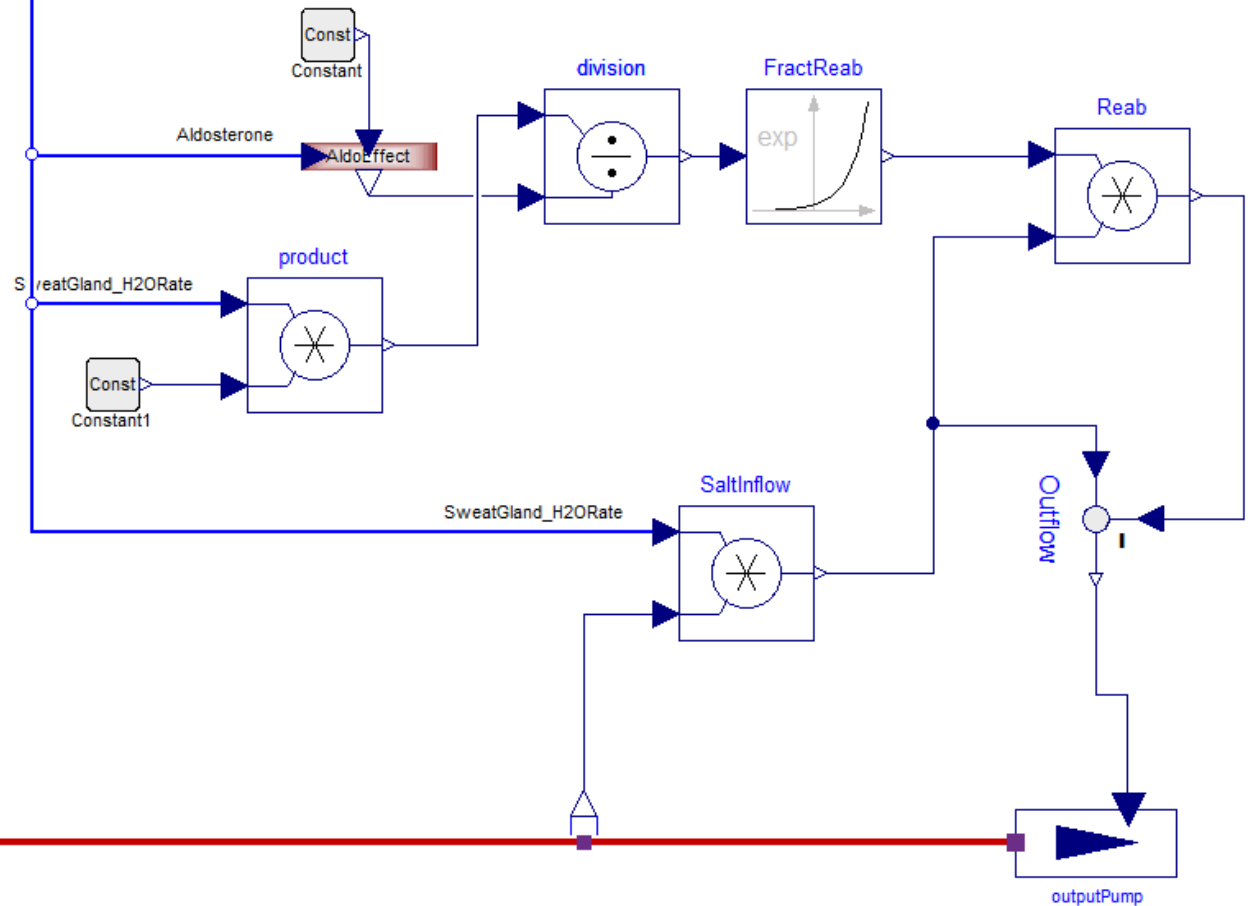 Const
Constant
division
FractReab
Reab
Aldosterone
AldoEffect
exp
product
SweatGland_H2ORate
Const
Constant1
SaltInflow
SweatGland_H2ORate
Outflow
outputPump